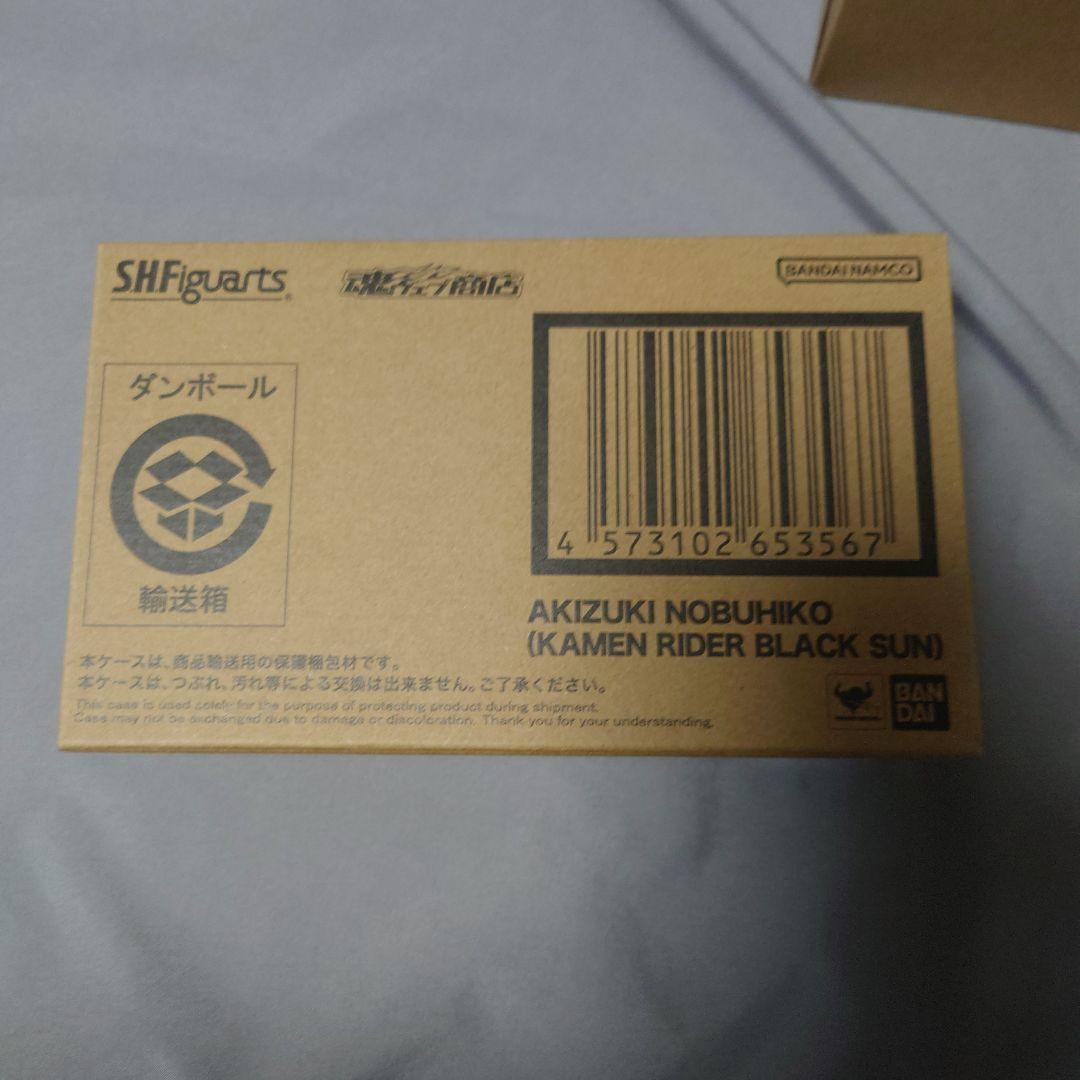 S.H.Figuarts
魂ウェブ商店
BANDAI NAMCO
ダンボール
輸送箱
4 573102 653567
AKIZUKI NOBUHIKO
(KAMEN RIDER BLACK SUN)
本ケースは、商品輸送用の保護梱包材です。
本ケースは、つぶれ、汚れ等による交換は出来ません。ご了承ください。
This case is used solely for the purpose of protecting product during shipment.
Case may not be exchanged due to damage or discoloration. Thank you for your understanding.
BAN
DAI